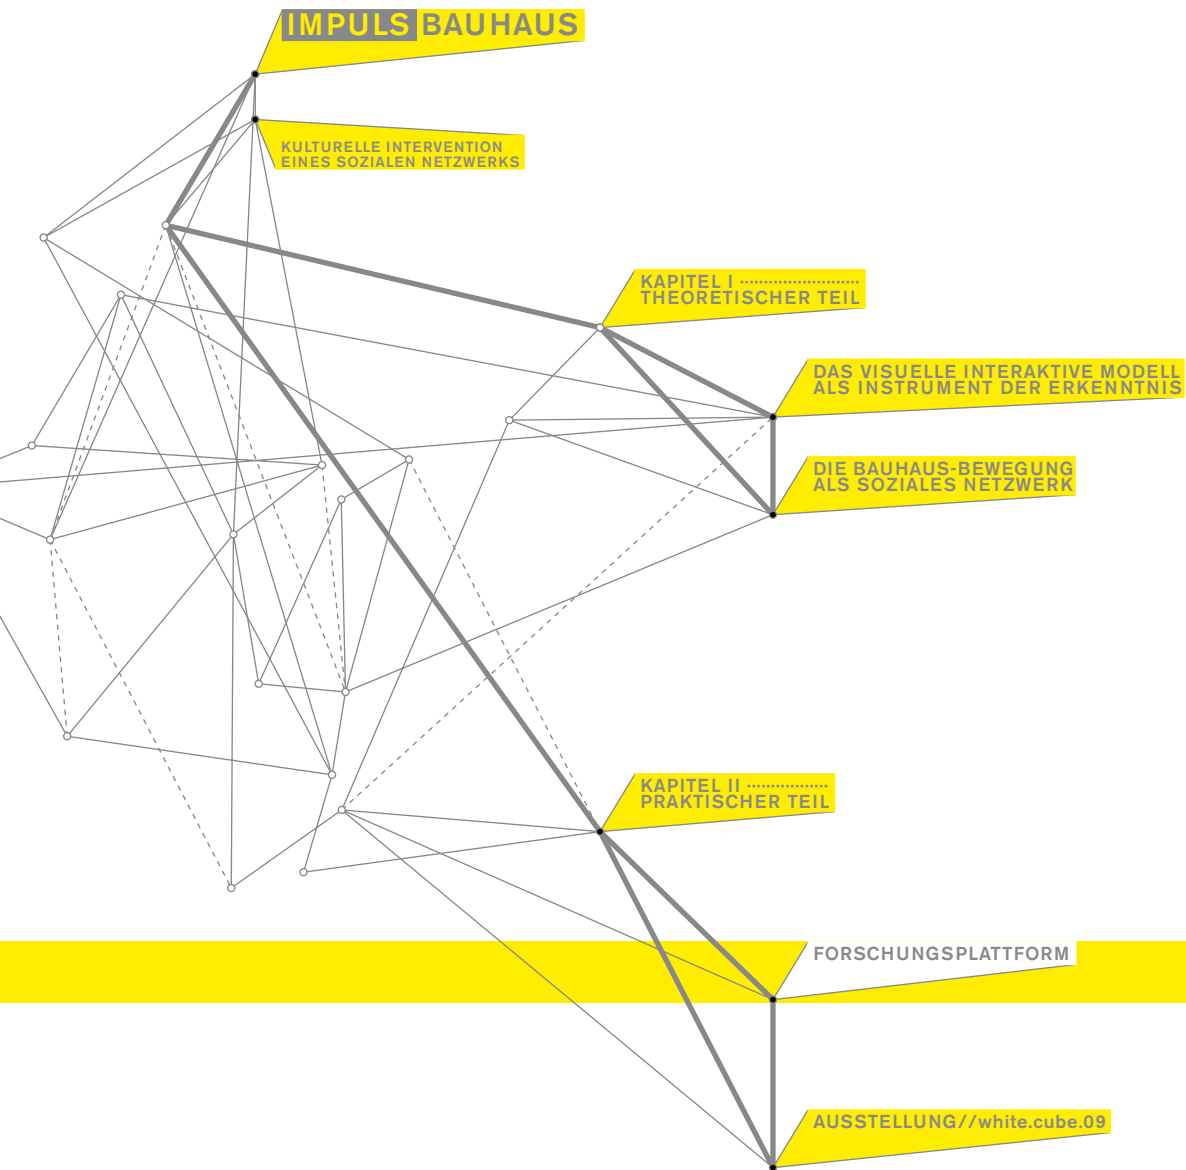 IMPULS BAUHAUS
KULTURELLE INTERVENTION
EINES SOZIALEN NETZWERKS
KAPITEL I ························
THEORETISCHER TEIL
DAS VISUELLE INTERAKTIVE MODELL
ALS INSTRUMENT DER ERKENNTNIS
DIE BAUHAUS-BEWEGUNG
ALS SOZIALES NETZWERK
KAPITEL II ················
PRAKTISCHER TEIL
FORSCHUNGSPLATTFORM
AUSSTELLUNG//white.cube.09